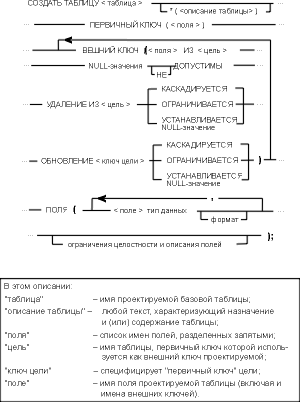 СОЗДАТЬ ТАБЛИЦУ < таблица >
*( <описание таблицы> )
ПЕРВИЧНЫЙ КЛЮЧ ( < поля > )
ВЕШНИЙ КЛЮЧ ( < поля > ИЗ < цель >
NULL-значения ДОПУСТИМЫ
НЕ
КАСКАДИРУЕТСЯ
УДАЛЕНИЕ ИЗ < цель > ОГРАНИЧИВАЕТСЯ
УСТАНАВЛИВАЕТСЯ
NULL-значение
КАСКАДИРУЕТСЯ
ОБНОВЛЕНИЕ < ключ цели > ОГРАНИЧИВАЕТСЯ )
УСТАНАВЛИВАЕТСЯ
NULL-значение
,
ПОЛЯ ( < поле > тип данных
формат
ограничения целостности и описания полей );
В этом описании:
"таблица" – имя проектируемой базовой таблицы;
"описание таблицы" – любой текст, характеризующий назначение
и (или) содержание таблицы;
"поля" – список имен полей, разделенных запятыми;
"цель" – имя таблицы, первичный ключ которой исполь-
зуется как внешний ключ проектируемой;
"ключ цели" – специфицирует "первичный ключ" цели;
"поле" – имя поля проектируемой таблицы (включая и
имена внешних ключей).